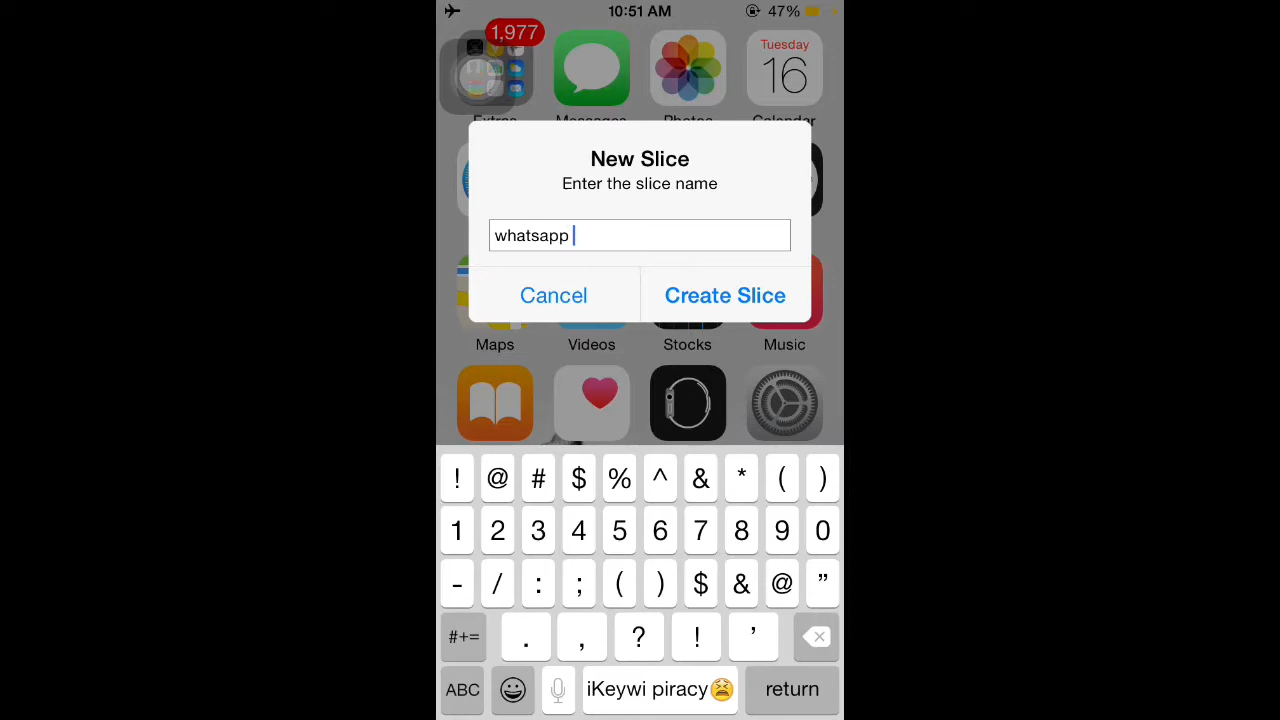 10:51 AM
47%
1,977
Tuesday
16
Extras Messages Photos Calendar
New Slice
Enter the slice name
whatsapp
Cancel Create Slice
Maps Videos Stocks Music
! @ # $ % ^ & * ( )
1 2 3 4 5 6 7 8 9 0
- / : ; ( ) $ & @ ”
#+= . , ? ! ’
ABC iKeywi piracy😫 return